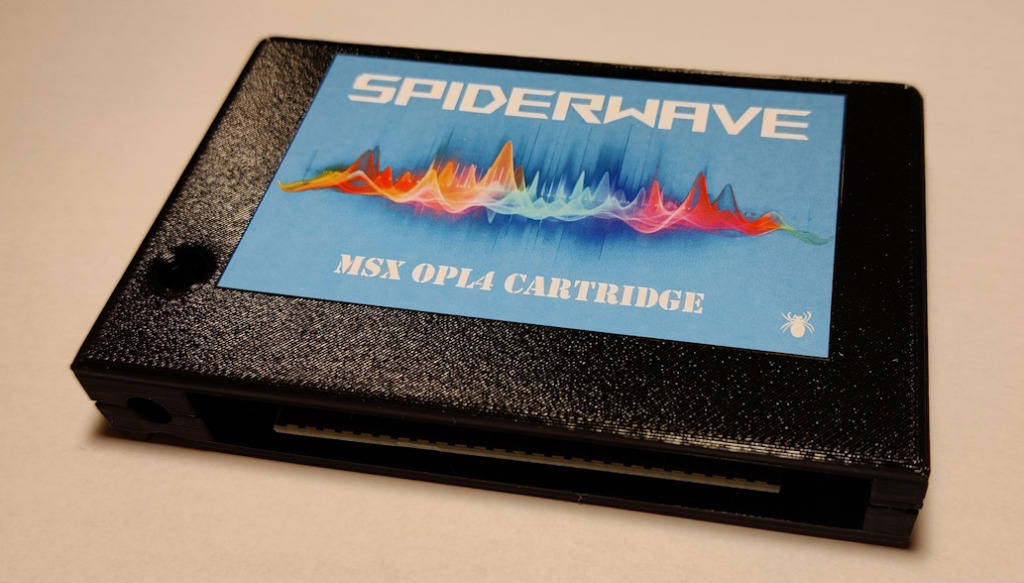 SPIDERWAVE
MSX OPL4 CARTRIDGE